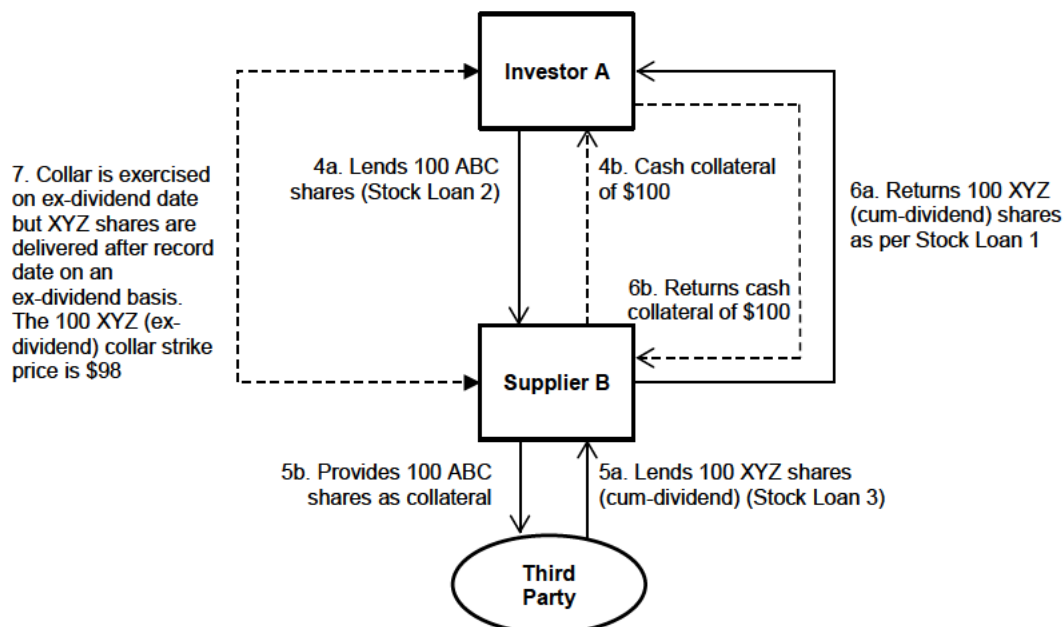 Investor A
7. Collar is exercised
on ex-dividend date
but XYZ shares are
delivered after record
date on an
ex-dividend basis.
The 100 XYZ (ex-
dividend) collar strike
price is $98
4a. Lends 100 ABC
shares (Stock Loan 2)
4b. Cash collateral
of $100
6a. Returns 100 XYZ
(cum-dividend) shares
as per Stock Loan 1
6b. Returns cash
collateral of $100
Supplier B
5b. Provides 100 ABC
shares as collateral
5a. Lends 100 XYZ shares
(cum-dividend) (Stock Loan 3)
Third
Party